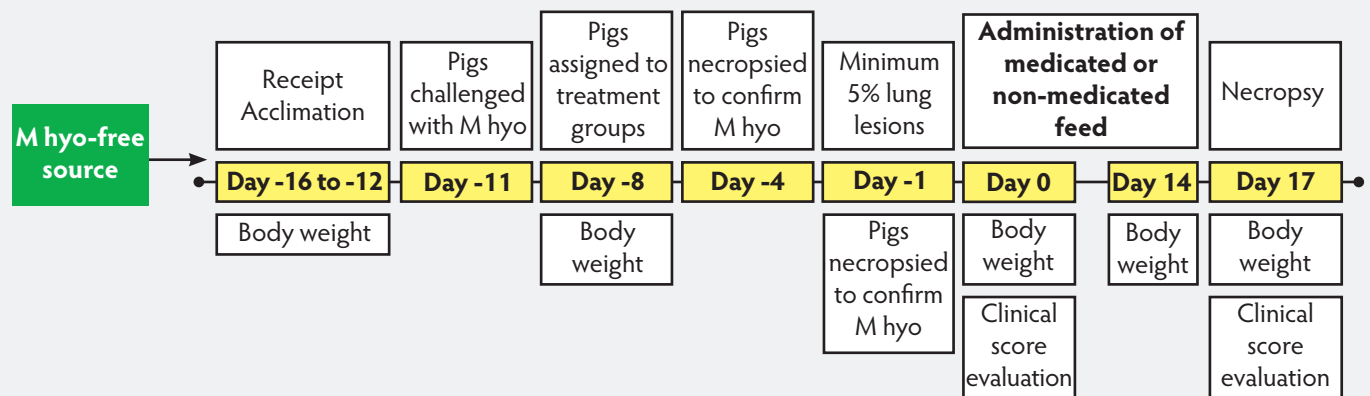 M hyo-free
source
Receipt
Acclimation
Pigs
challenged
with M hyo
Pigs
assigned to
treatment
groups
Pigs
necropsied
to confirm
M hyo
Minimum
5% lung
lesions
Administration of
medicated or
non-medicated
feed
Necropsy
Day -16 to -12
Day -11
Day -8
Day -4
Day -1
Day 0
Day 14
Day 17
Body weight
Body
weight
Pigs
necropsied
to confirm
M hyo
Body
weight
Clinical
score
evaluation
Body
weight
Body
weight
Clinical
score
evaluation